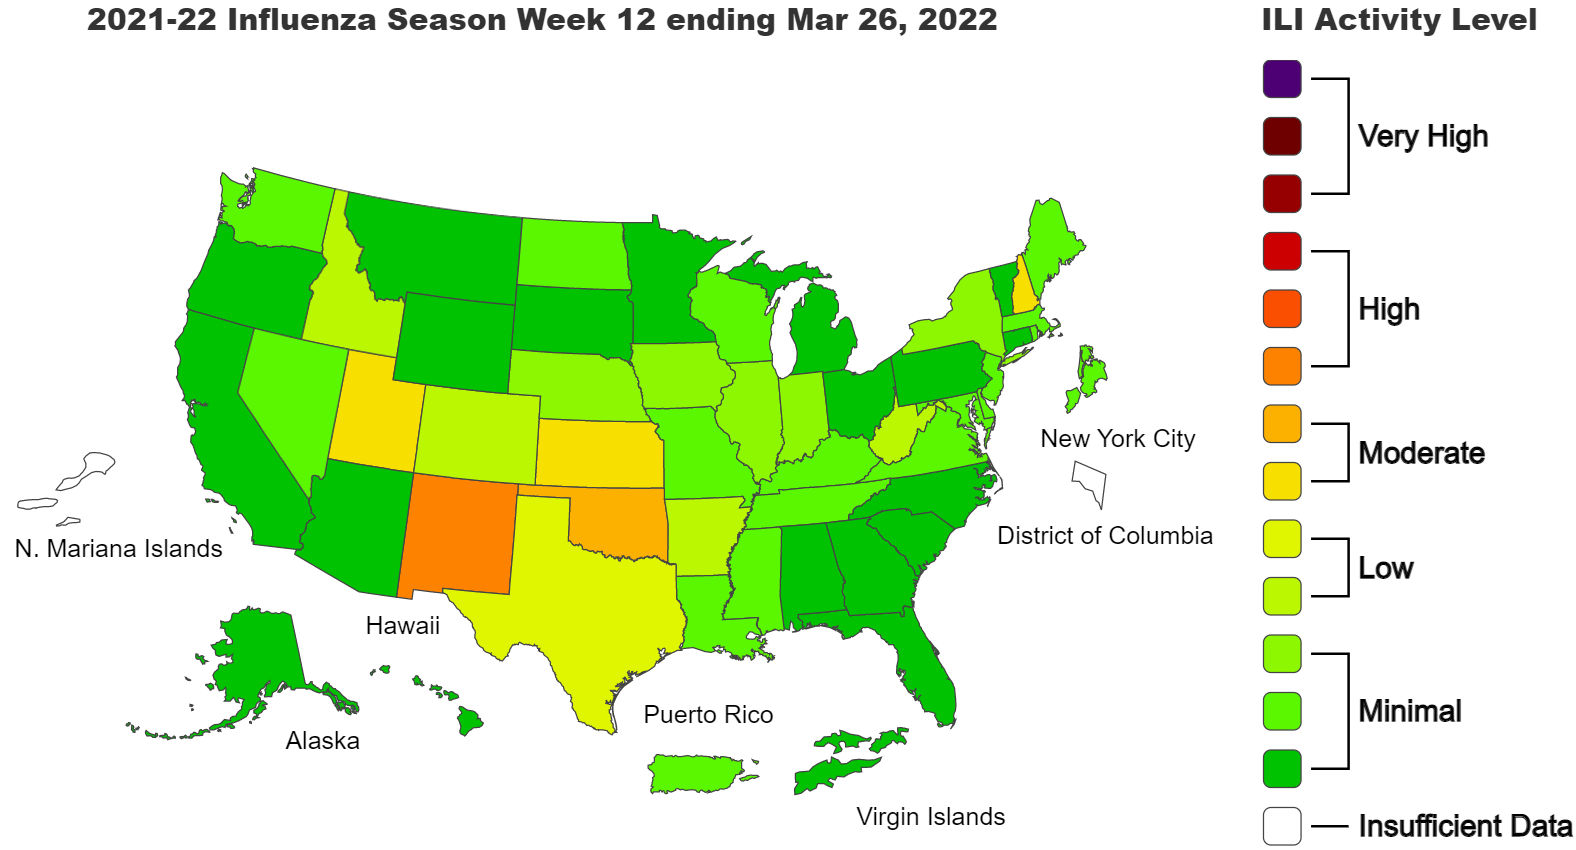 2021-22 Influenza Season Week 12 ending Mar 26, 2022
ILI Activity Level
Very High
High
Moderate
Low
Minimal
Insufficient Data
New York City
District of Columbia
N. Mariana Islands
Hawaii
Alaska
Puerto Rico
Virgin Islands